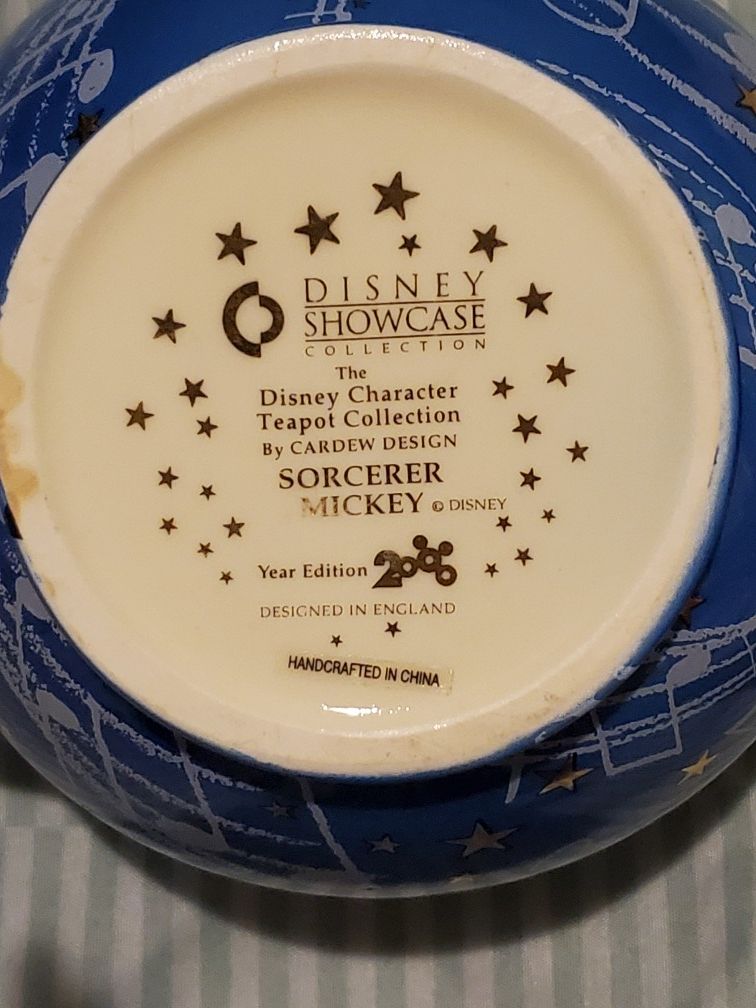 DISNEY
SHOWCASE
COLLECTION
The
Disney Character
Teapot Collection
By CARDEW DESIGN
SORCERER
MICKEY © DISNEY
Year Edition 2000
DESIGNED IN ENGLAND
HANDCRAFTED IN CHINA